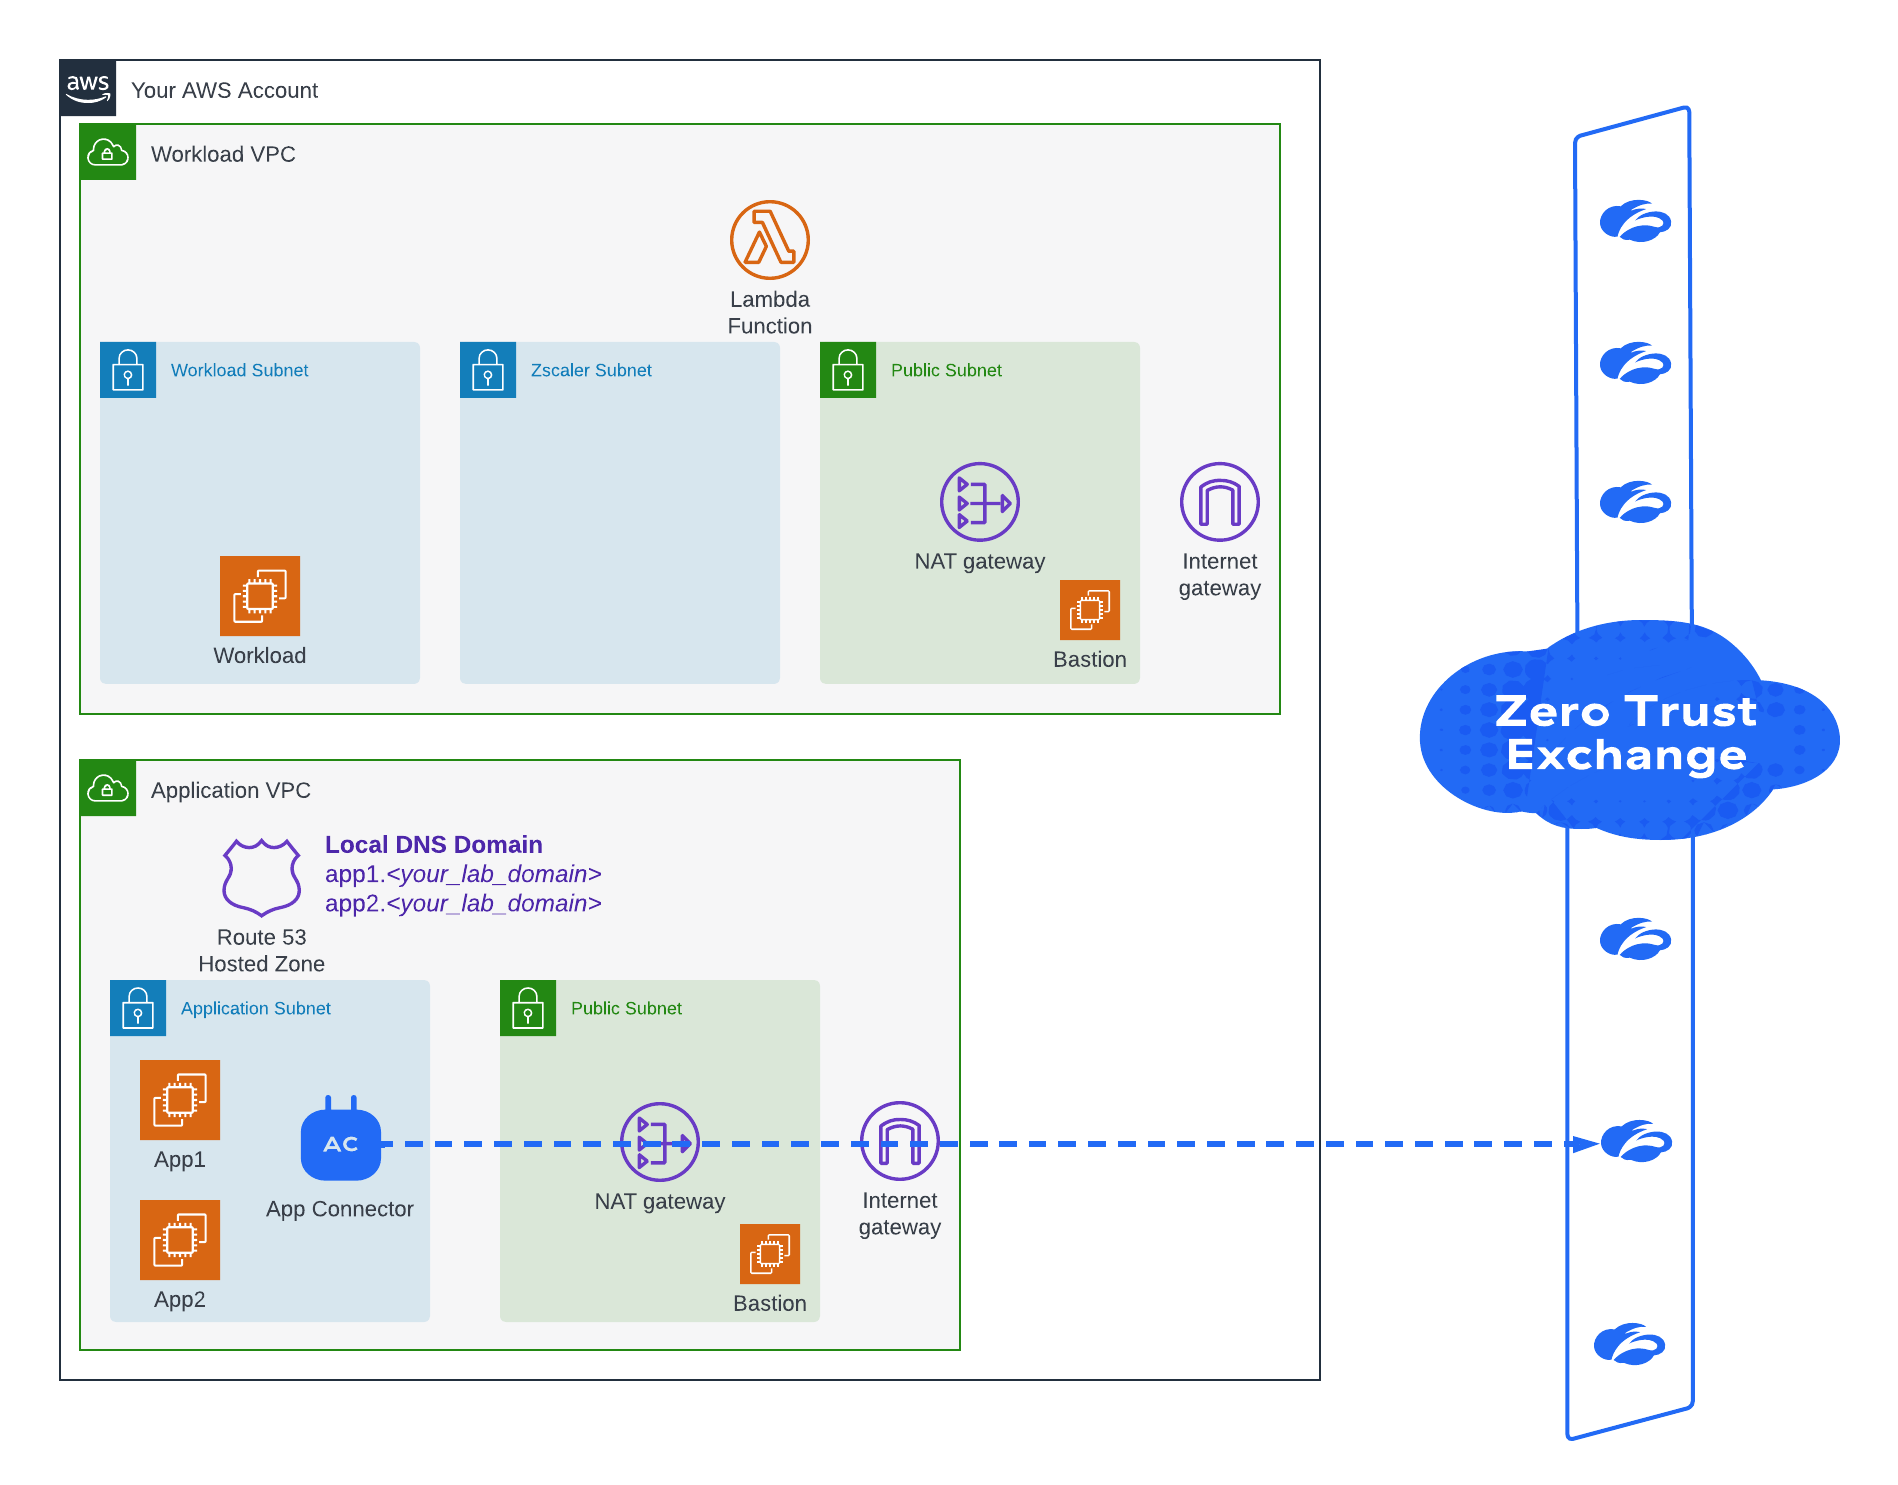 aws
Your AWS Account
Workload VPC
Lambda
Function
Workload Subnet
Zscaler Subnet
Public Subnet
NAT gateway
Internet
gateway
Workload
Bastion
Zero Trust
Exchange
Application VPC
Local DNS Domain
app1.<your_lab_domain>
app2.<your_lab_domain>
Route 53
Hosted Zone
Application Subnet
Public Subnet
App1
AC
App Connector
NAT gateway
Internet
gateway
App2
Bastion